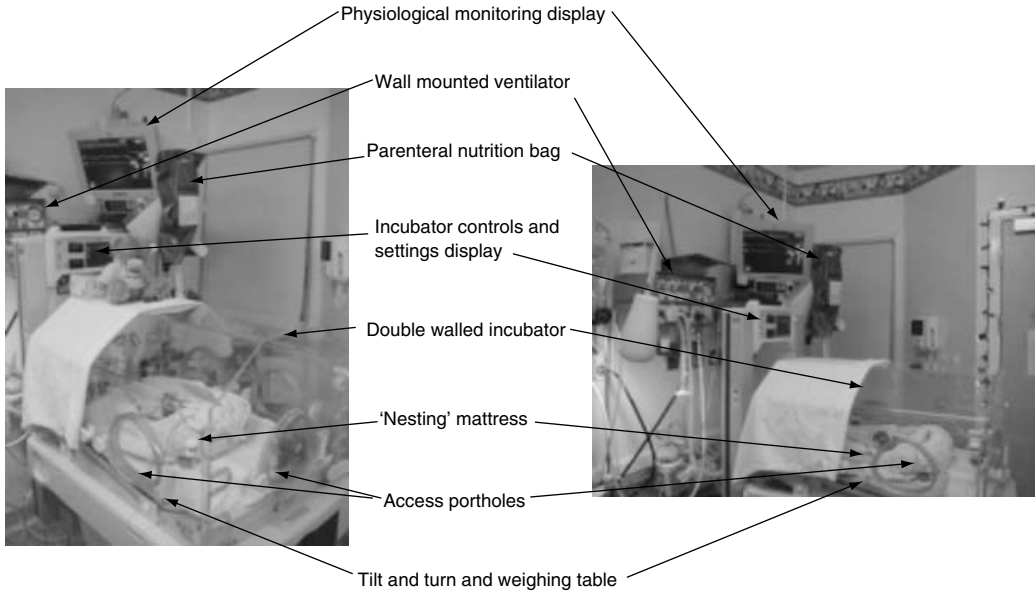 Physiological monitoring display
Wall mounted ventilator
Parenteral nutrition bag
Incubator controls and
settings display
Double walled incubator
‘Nesting’ mattress
Access portholes
Tilt and turn and weighing table